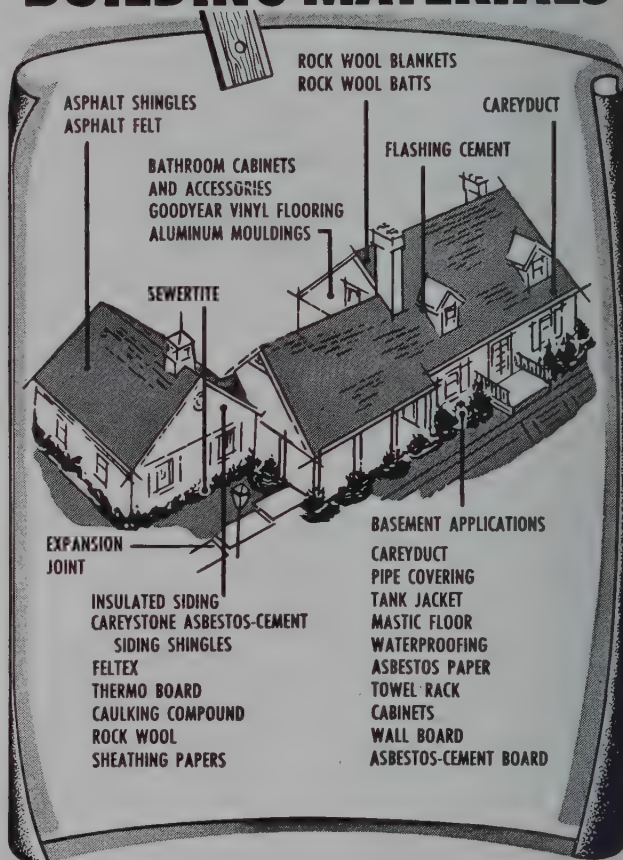 BUILDING MATERIALS
ROCK WOOL BLANKETS
ROCK WOOL BATTS
ASPHALT SHINGLES
ASPHALT FELT
CAREYDUCT
FLASHING CEMENT
BATHROOM CABINETS
AND ACCESSORIES
GOODYEAR VINYL FLOORING
ALUMINUM MOULDINGS
SEWERTITE
EXPANSION
JOINT
INSULATED SIDING
CAREYSTONE ASBESTOS-CEMENT
SIDING SHINGLES
FELTEX
THERMO BOARD
CAULKING COMPOUND
ROCK WOOL
SHEATHING PAPERS
BASEMENT APPLICATIONS
CAREYDUCT
PIPE COVERING
TANK JACKET
MASTIC FLOOR
WATERPROOFING
ASBESTOS PAPER
TOWEL RACK
CABINETS
WALL BOARD
ASBESTOS-CEMENT BOARD